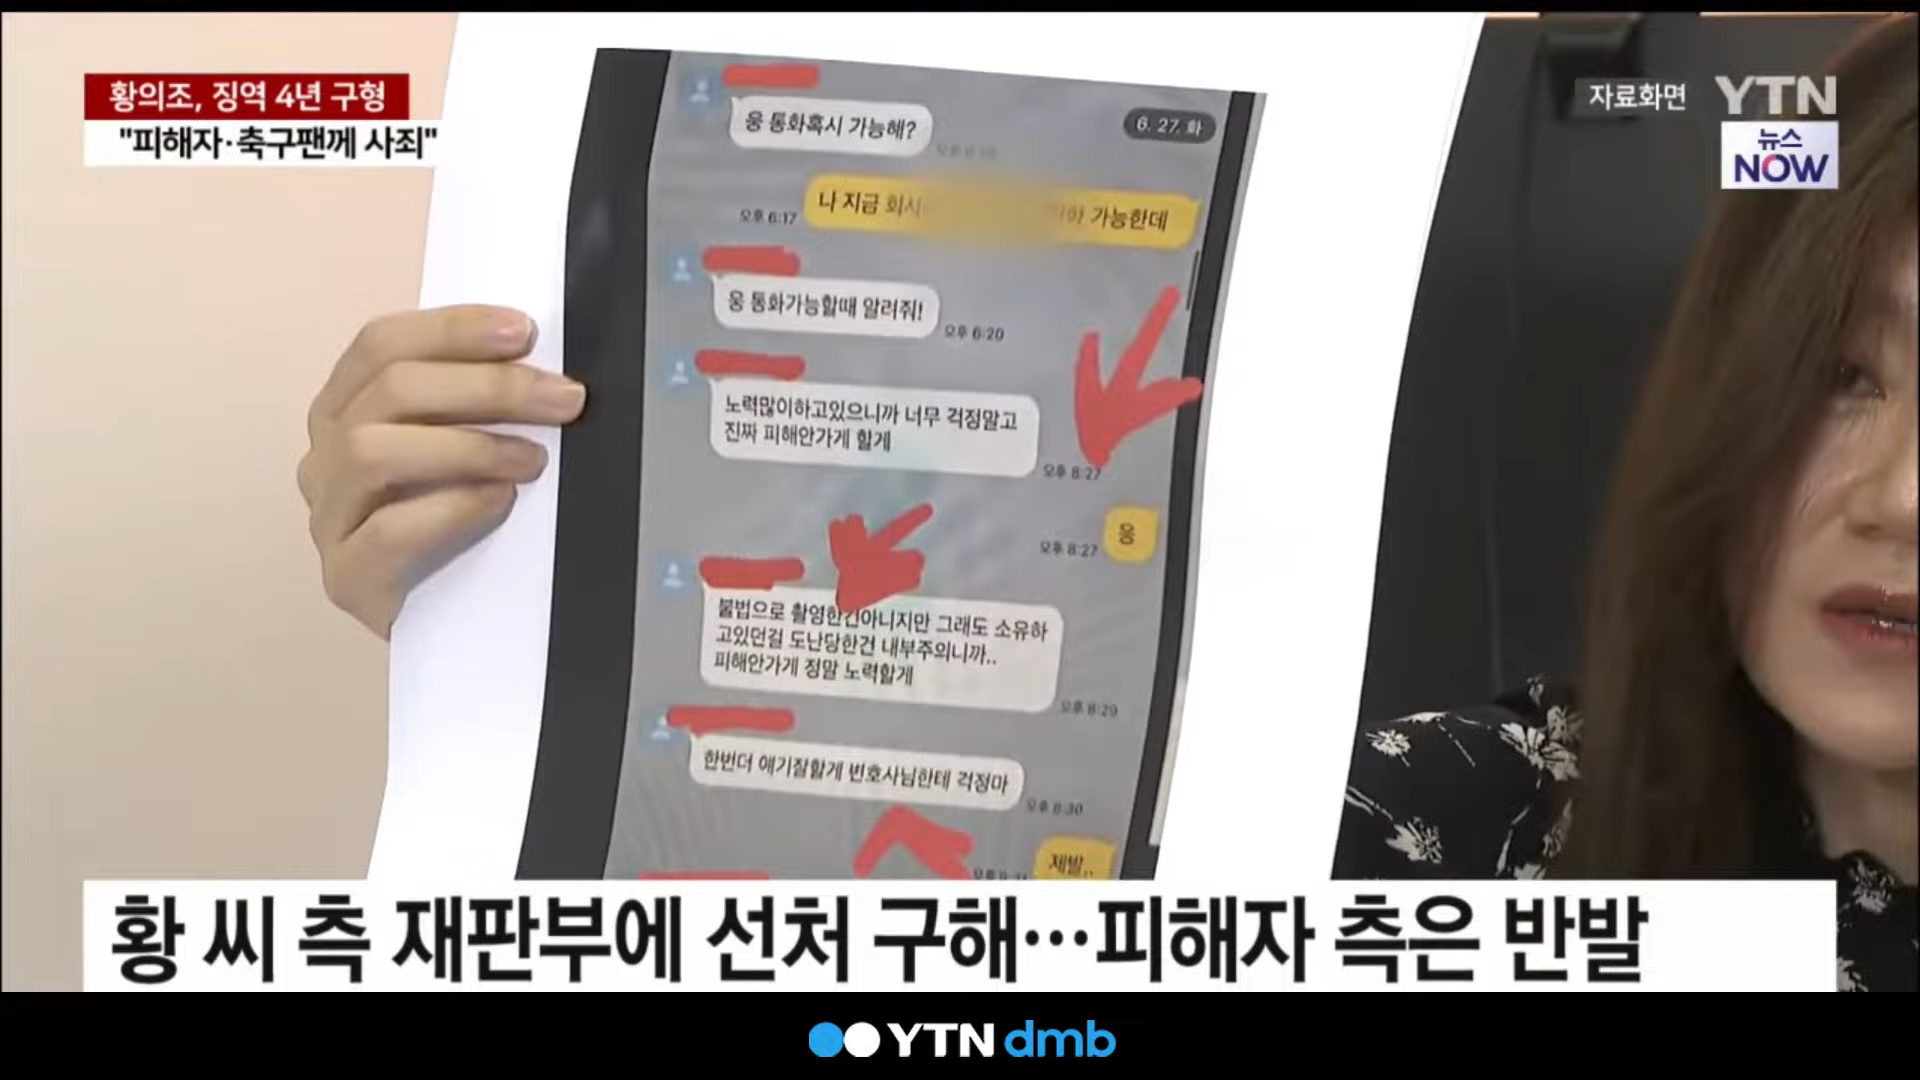 황의조, 징역 4년 구형
"피해자·축구팬께 사죄"
자료화면
YTN
뉴스
NOW
6. 27. 화
웅 통화혹시 가능해?
나 지금 회사
가능한데
오후 6:17
웅 통화가능할때 알려줘!
오후 6:20
노력많이하고있으니까 너무 걱정말고
진짜 피해안가게 할게
오후 8:27
웅
오후 8:27
불법으로 촬영한건아니지만 그래도 소유하
고있던걸 도난당한건 내부주의니까..
피해안가게 정말 노력할게
오후 8:29
한번더 얘기잘할게 변호사님한테 걱정마
오후 8:30
제발..
황 씨 측 재판부에 선처 구해…피해자 측은 반발
YTN dmb